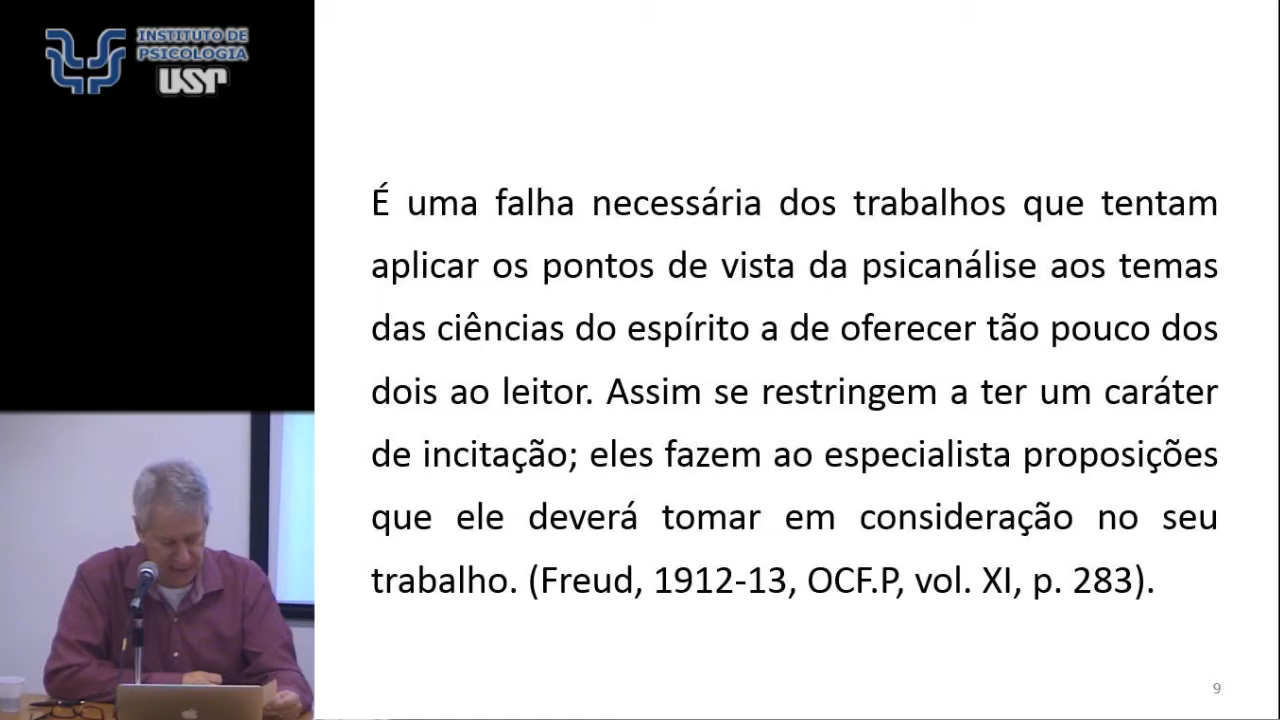 INSTITUTO DE
PSICOLOGIA
USP
É uma falha necessária dos trabalhos que tentam
aplicar os pontos de vista da psicanálise aos temas
das ciências do espírito a de oferecer tão pouco dos
dois ao leitor. Assim se restringem a ter um caráter
de incitação; eles fazem ao especialista proposições
que ele deverá tomar em consideração no seu
trabalho. (Freud, 1912-13, OCF.P, vol. XI, p. 283).
9